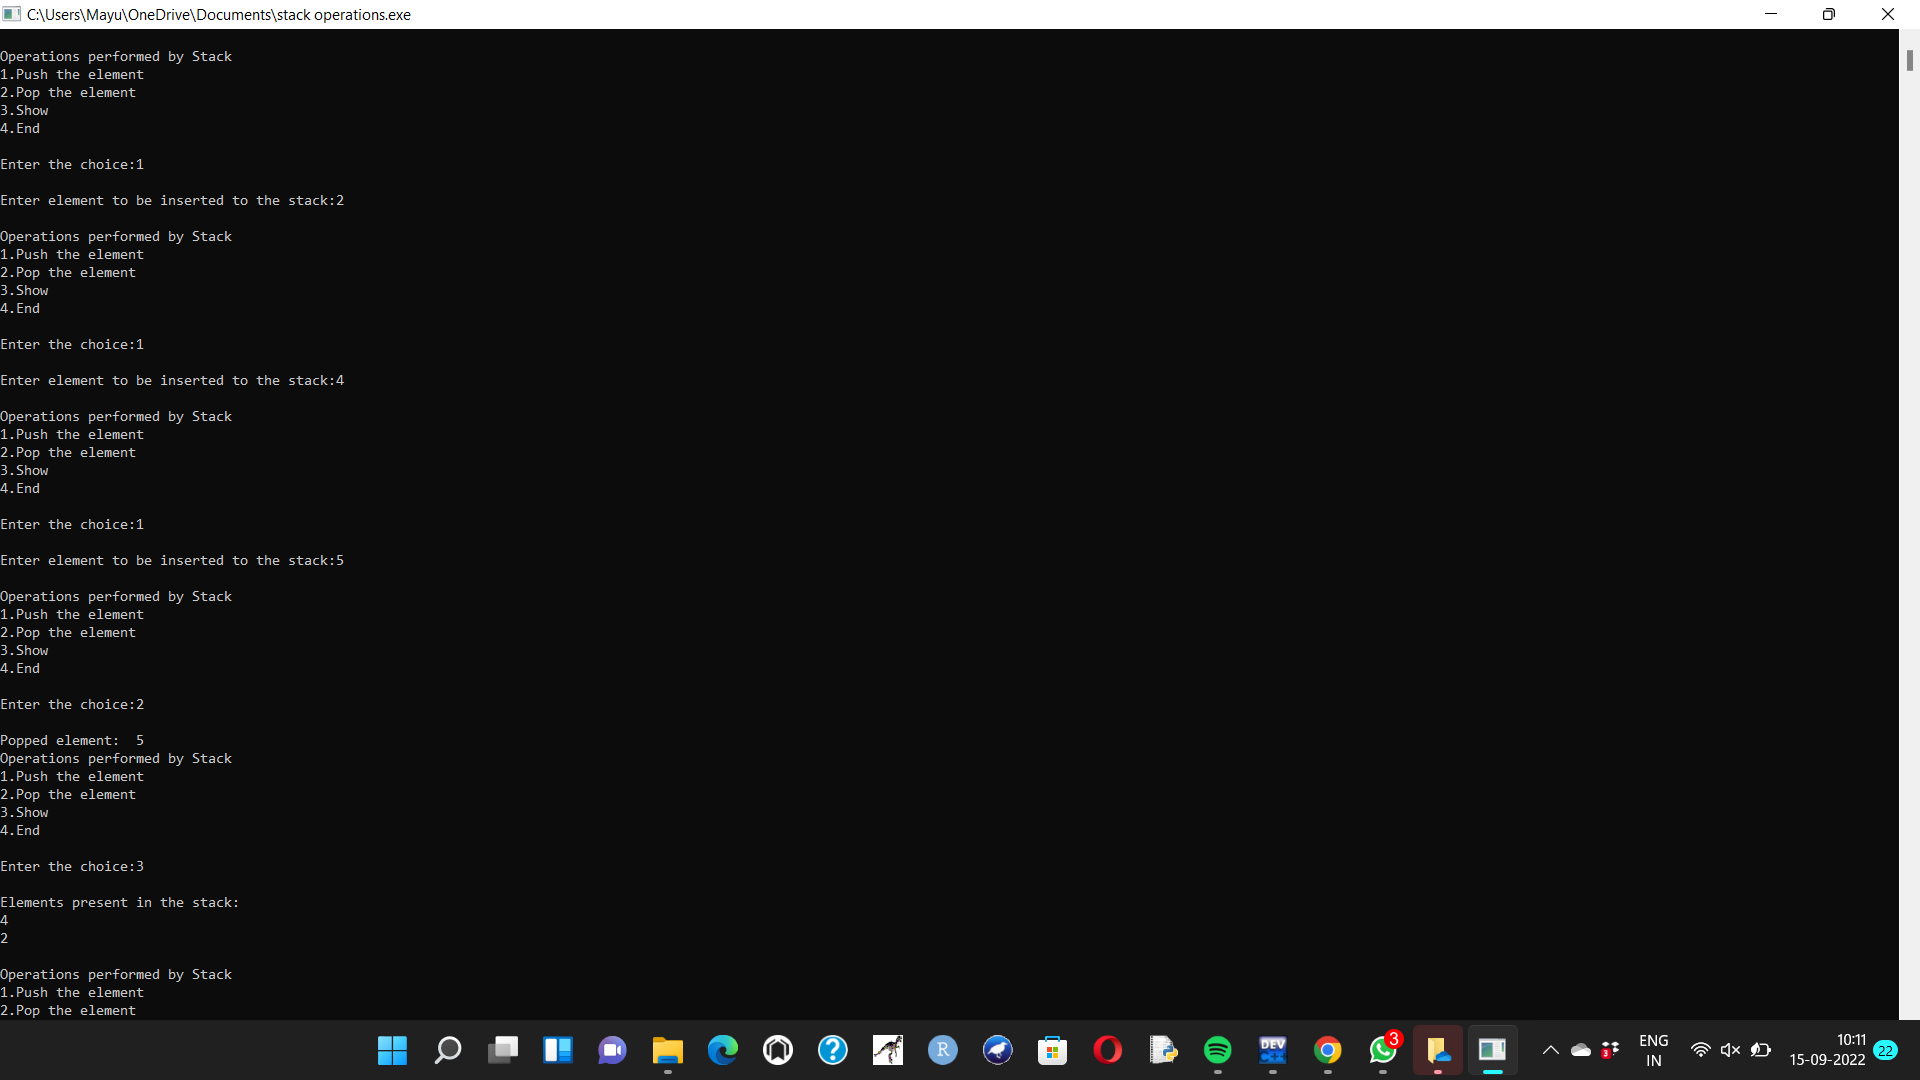 C:\Users\Mayu\OneDrive\Documents\stack operations.exe
Operations performed by Stack
1.Push the element
2.Pop the element
3.Show
4.End
Enter the choice:1
Enter element to be inserted to the stack:2
Operations performed by Stack
1.Push the element
2.Pop the element
3.Show
4.End
Enter the choice:1
Enter element to be inserted to the stack:4
Operations performed by Stack
1.Push the element
2.Pop the element
3.Show
4.End
Enter the choice:1
Enter element to be inserted to the stack:5
Operations performed by Stack
1.Push the element
2.Pop the element
3.Show
4.End
Enter the choice:2
Popped element:  5
Operations performed by Stack
1.Push the element
2.Pop the element
3.Show
4.End
Enter the choice:3
Elements present in the stack:
4
2
Operations performed by Stack
1.Push the element
2.Pop the element
R
DEV
C++
3
3
ENG
IN
10:11
15-09-2022
22